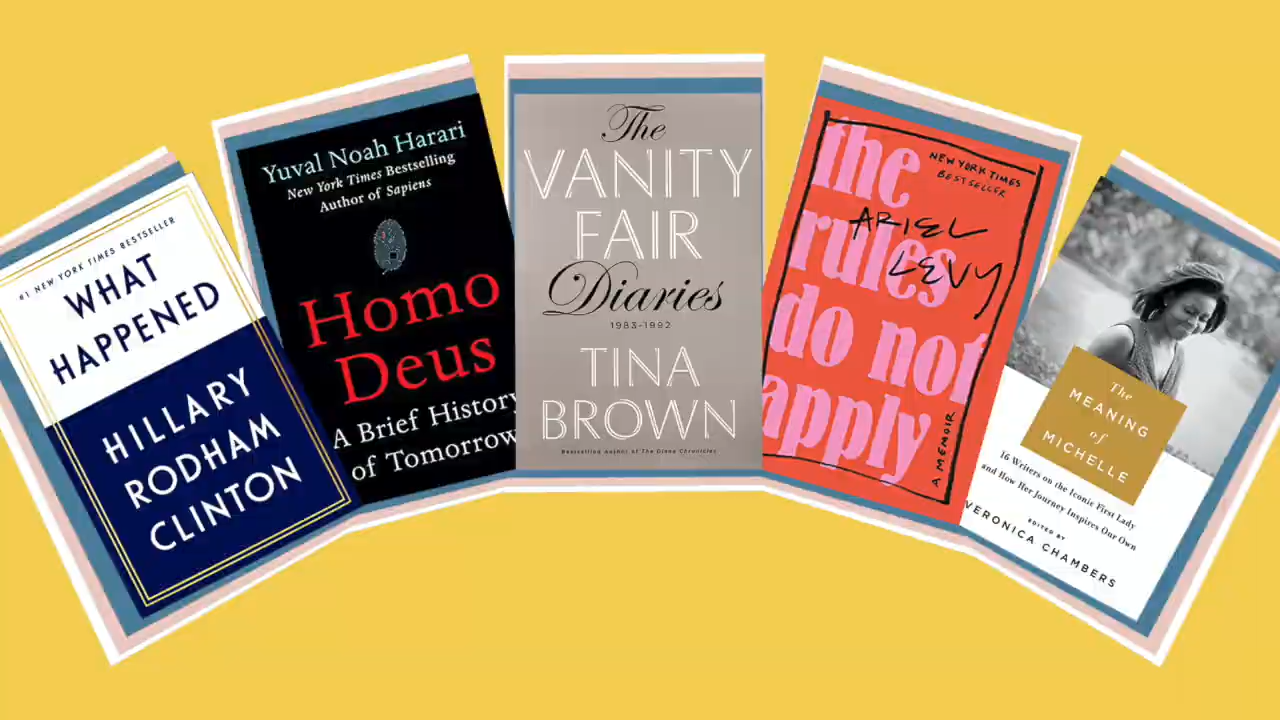 #1 NEW YORK TIMES BESTSELLER
WHAT
HAPPENED
HILLARY
RODHAM
CLINTON
Yuval Noah Harari
New York Times Bestselling
Author of Sapiens
Homo
Deus
A Brief History
of Tomorrow
The
VANITY
FAIR
Diaries
1983-1992
TINA
BROWN
Bestselling Author of The Diana Chronicles
the
rules
do not
apply
NEW YORK TIMES
BESTSELLER
ARIEL
LEVY
A MEMOIR
The
MEANING
of
MICHELLE
16 Writers on the Iconic First Lady
and How Her Journey Inspires Our Own
EDITED BY
VERONICA CHAMBERS